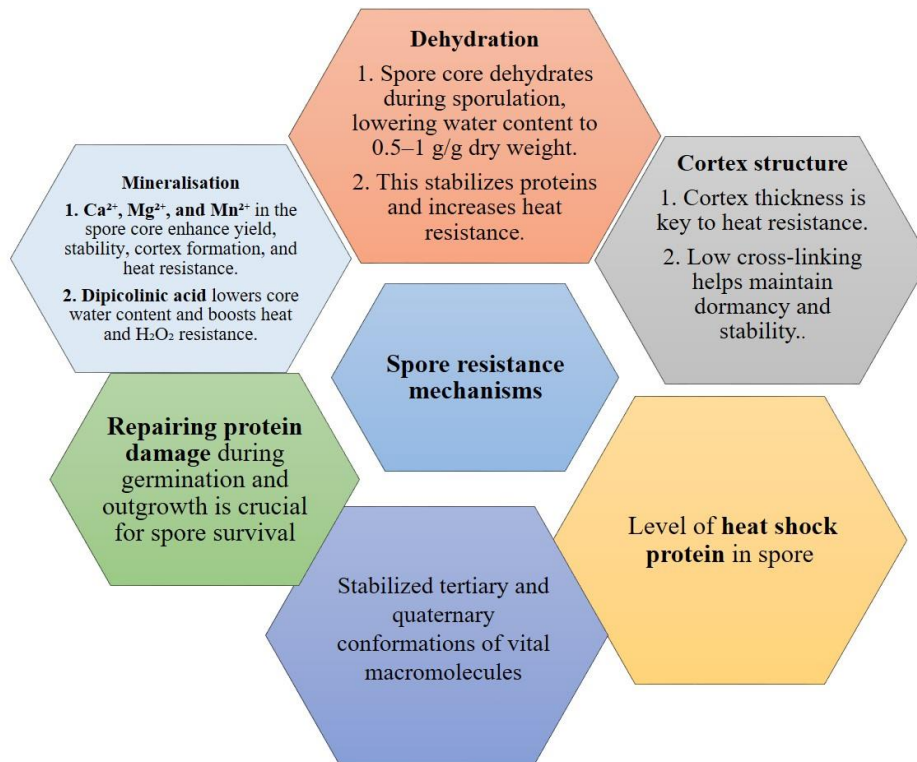 Dehydration
1. Spore core dehydrates
during sporulation,
lowering water content to
0.5–1 g/g dry weight.
2. This stabilizes proteins
and increases heat
resistance.
Mineralisation
1. Ca²⁺, Mg²⁺, and Mn²⁺ in the
spore core enhance yield,
stability, cortex formation, and
heat resistance.
2. Dipicolinic acid lowers core
water content and boosts heat
and H₂O₂ resistance.
Cortex structure
1. Cortex thickness is
key to heat resistance.
2. Low cross-linking
helps maintain
dormancy and
stability..
Spore resistance
mechanisms
Repairing protein
damage during
germination and
outgrowth is crucial
for spore survival
Level of heat shock
protein in spore
Stabilized tertiary and
quaternary
conformations of vital
macromolecules